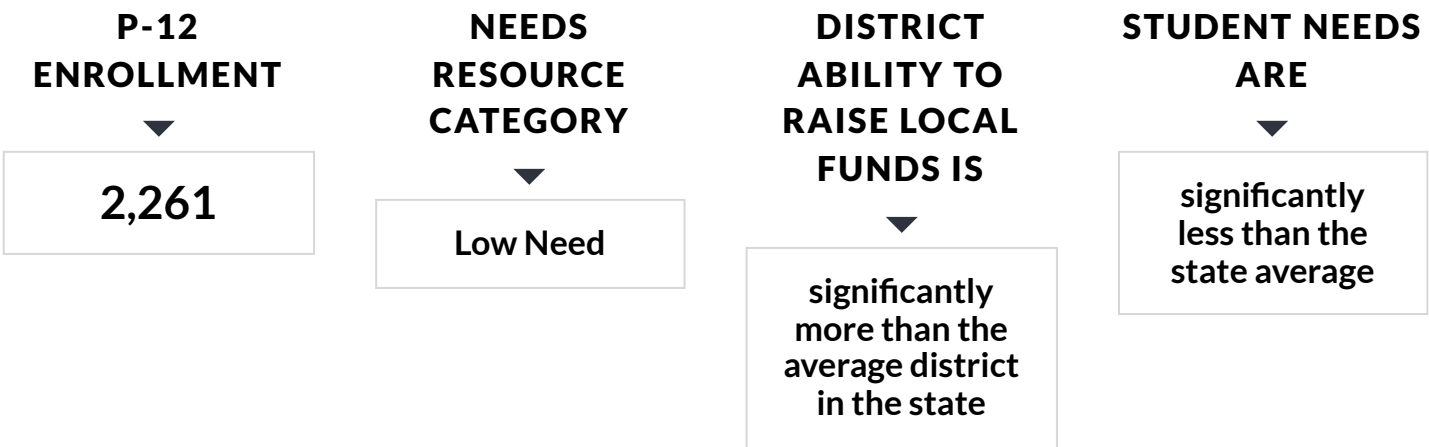 P-12
ENROLLMENT
2,261
NEEDS
RESOURCE
CATEGORY
Low Need
DISTRICT
ABILITY TO
RAISE LOCAL
FUNDS IS
significantly
more than the
average district
in the state
STUDENT NEEDS
ARE
significantly
less than the
state average